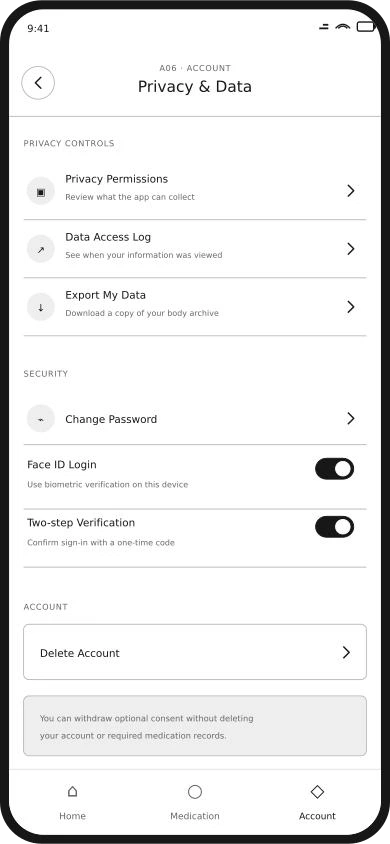 9:41
A06 · ACCOUNT
Privacy & Data
PRIVACY CONTROLS
Privacy Permissions
Review what the app can collect
Data Access Log
See when your information was viewed
Export My Data
Download a copy of your body archive
SECURITY
Change Password
Face ID Login
Use biometric verification on this device
Two-step Verification
Confirm sign-in with a one-time code
ACCOUNT
Delete Account
You can withdraw optional consent without deleting
your account or required medication records.
Home
Medication
Account